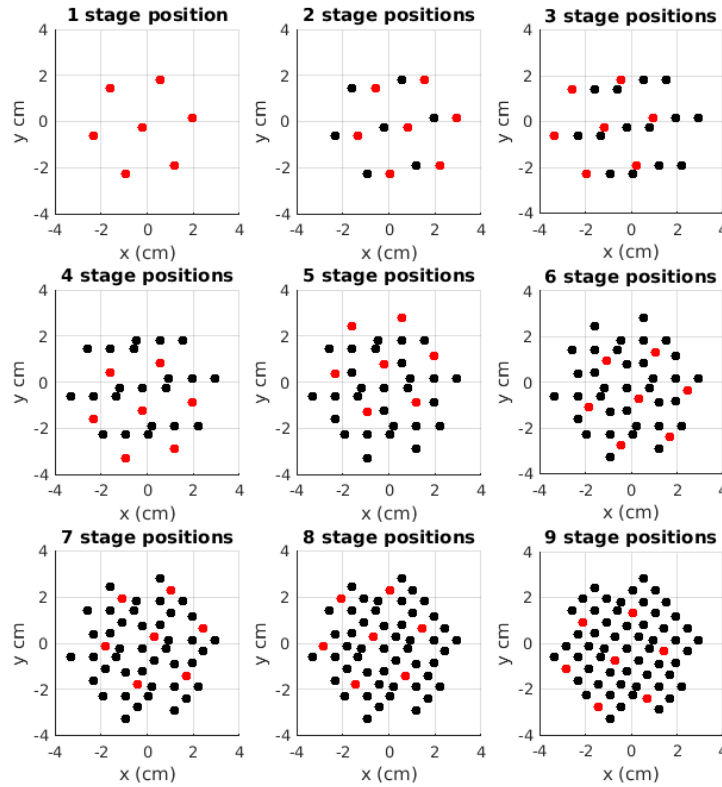 1 stage position
2 stage positions
3 stage positions
4
2
0
-2
-4
y cm
-4 -2 0 2 4
x (cm)
4
2
0
-2
-4
y cm
-4 -2 0 2 4
x (cm)
4
2
0
-2
-4
y cm
-4 -2 0 2 4
x (cm)
4 stage positions
5 stage positions
6 stage positions
4
2
0
-2
-4
y cm
-4 -2 0 2 4
x (cm)
4
2
0
-2
-4
y cm
-4 -2 0 2 4
x (cm)
4
2
0
-2
-4
y cm
-4 -2 0 2 4
x (cm)
7 stage positions
8 stage positions
9 stage positions
4
2
0
-2
-4
y cm
-4 -2 0 2 4
x (cm)
4
2
0
-2
-4
y cm
-4 -2 0 2 4
x (cm)
4
2
0
-2
-4
y cm
-4 -2 0 2 4
x (cm)